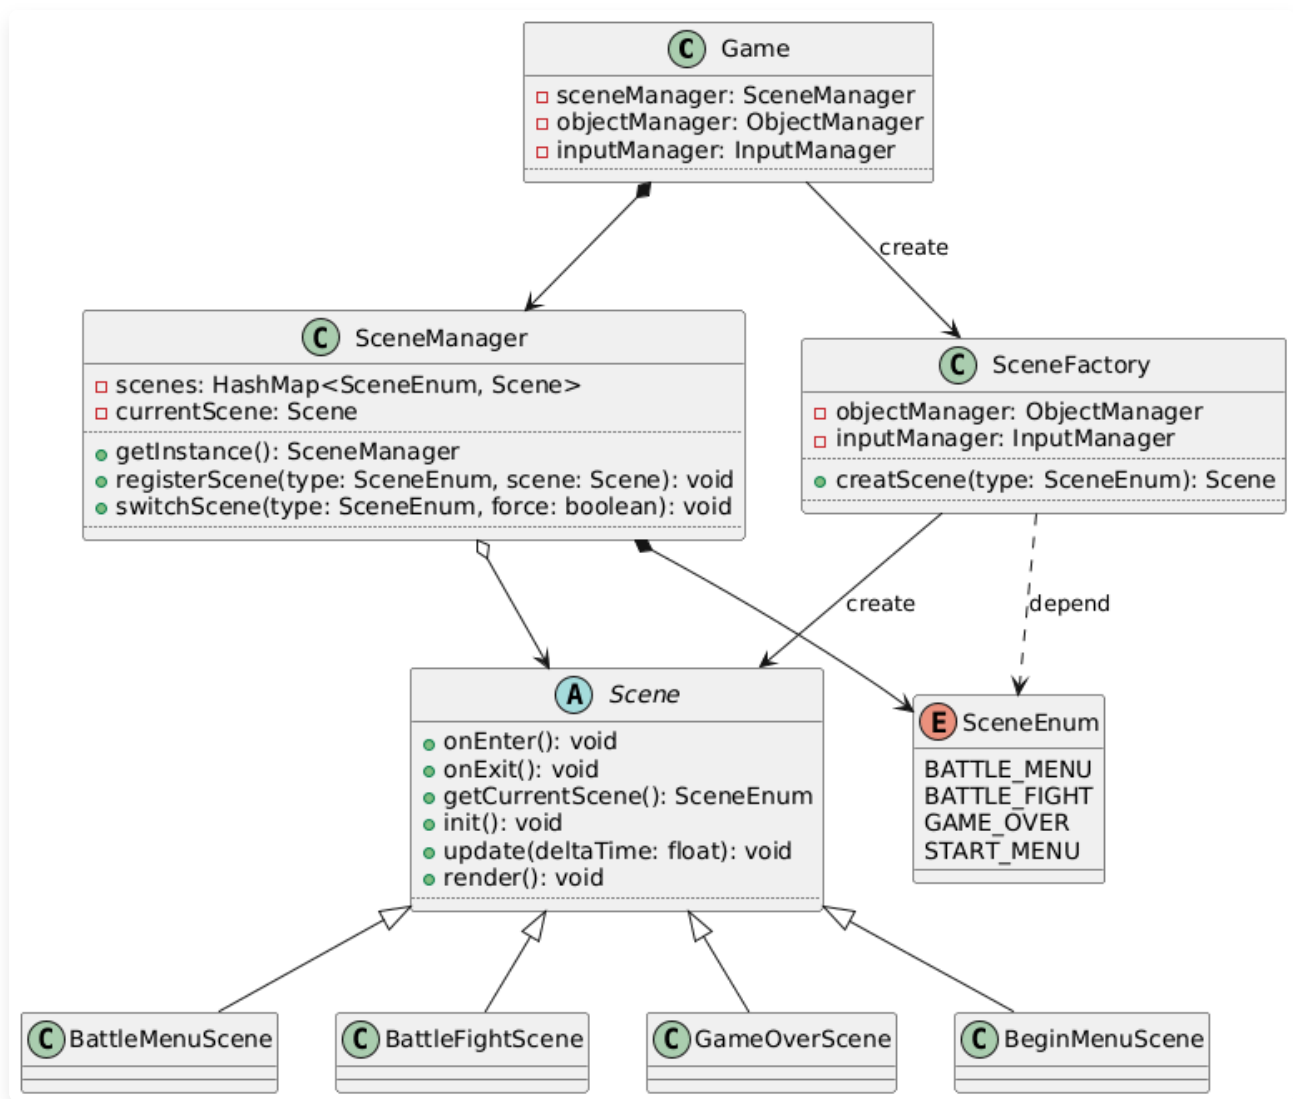 C Game
sceneManager: SceneManager
objectManager: ObjectManager
inputManager: InputManager
create
C SceneManager
scenes: HashMap<SceneEnum, Scene>
currentScene: Scene
getInstance(): SceneManager
registerScene(type: SceneEnum, scene: Scene): void
switchScene(type: SceneEnum, force: boolean): void
C SceneFactory
objectManager: ObjectManager
inputManager: InputManager
creatScene(type: SceneEnum): Scene
create
depend
A Scene
onEnter(): void
onExit(): void
getCurrentScene(): SceneEnum
init(): void
update(deltaTime: float): void
render(): void
E SceneEnum
BATTLE_MENU
BATTLE_FIGHT
GAME_OVER
START_MENU
C BattleMenuScene
C BattleFightScene
C GameOverScene
C BeginMenuScene